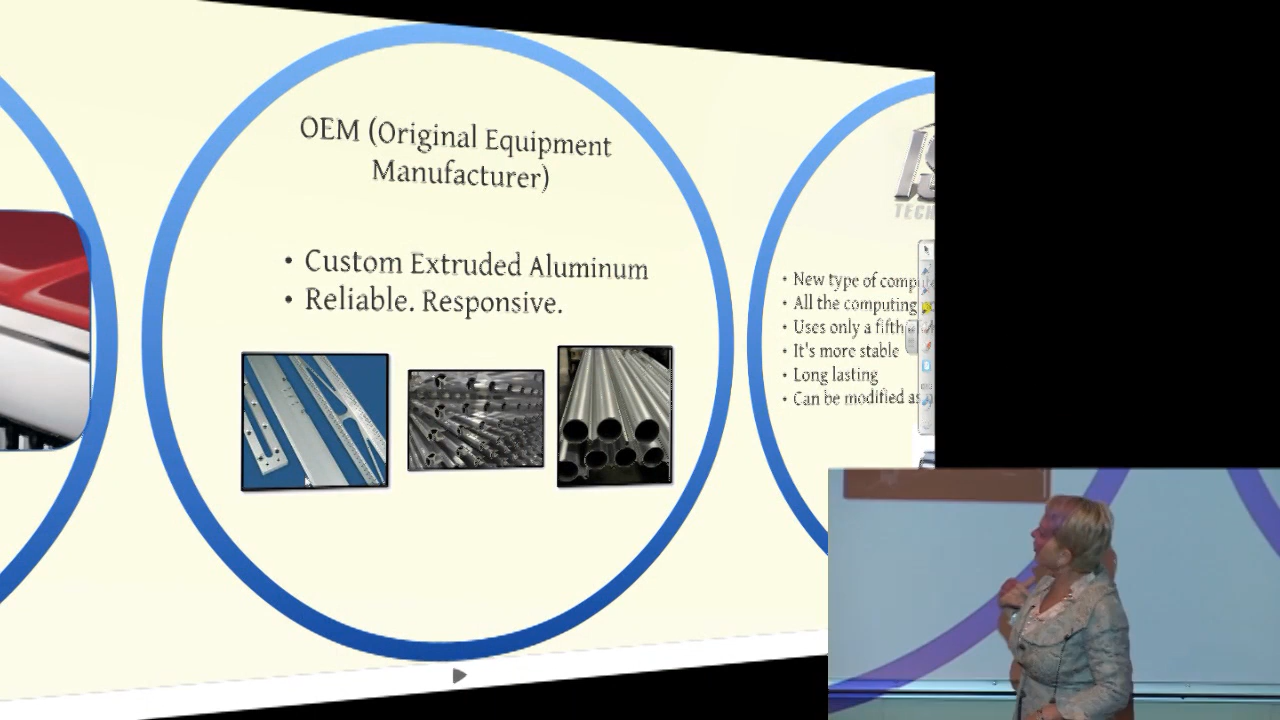 OEM (Original Equipment
Manufacturer)
• Custom Extruded Aluminum
• Reliable. Responsive.
TECH
• New type of
• All the computing
• Uses only a fifth
• It's more stable
• Long lasting
• Can be modified as